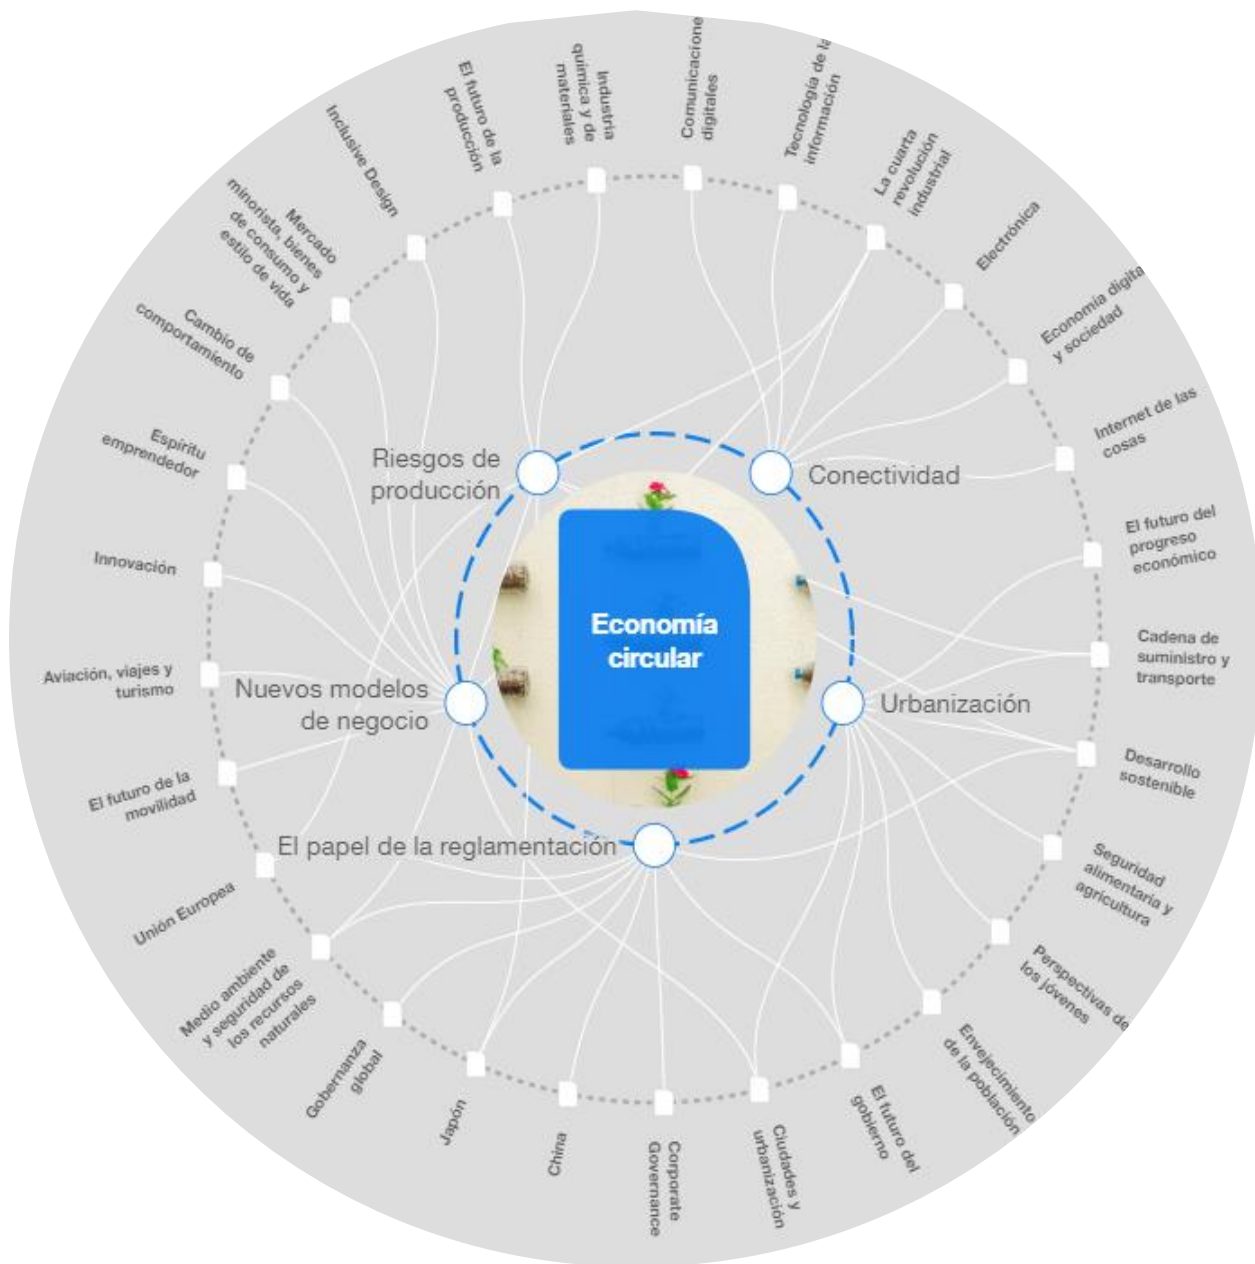 Economía
circular
Riesgos de
producción
Conectividad
Nuevos modelos
de negocio
Urbanización
El papel de la reglamentación
Industria
química y de
materiales
Comunicacione
digitales
Tecnología de la
información
La cuarta
revolución
industrial
Electrónica
Economía digita
y sociedad
Internet de las
cosas
El futuro del
progreso
económico
Cadena de
suministro y
transporte
Desarrollo
sostenible
Seguridad
alimentaria y
agricultura
Perspectivas de
los jóvenes
Envejecimiento
de la población
El futuro del
gobierno
Ciudades y
urbanización
Corporate
Governance
China
Japón
Gobernanza
global
Medio ambiente
y seguridad de
los recursos
naturales
Unión Europea
El futuro de la
movilidad
Aviación, viajes y
turismo
Innovación
Espíritu
emprendedor
Cambio de
comportamiento
Mercado
minorista, bienes
de consumo y
estilo de vida
Inclusive Design
El futuro de la
producción